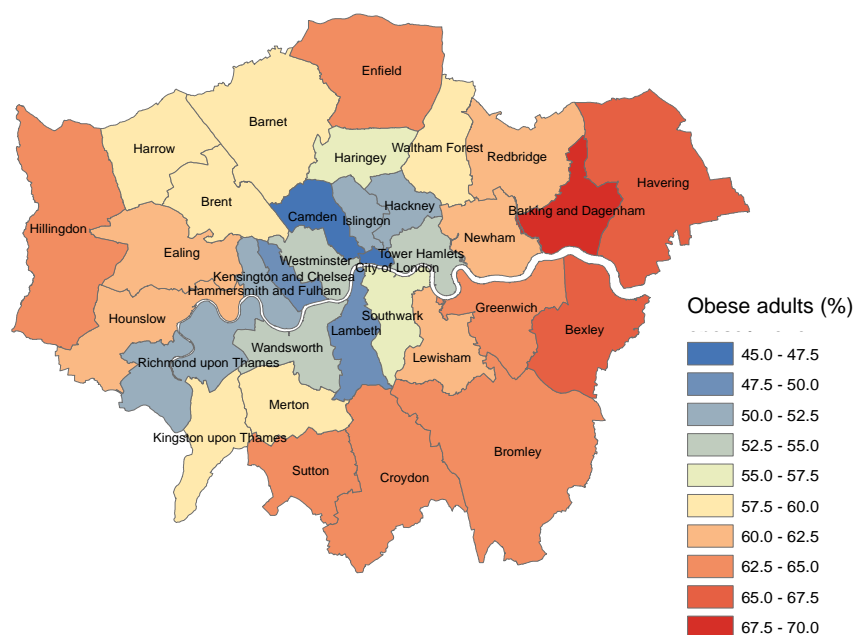 Enfield
Barnet
Harrow
Haringey
Waltham Forest
Redbridge
Havering
Brent
Hackney
Camden
Islington
Barking and Dagenham
Hillingdon
Newham
Ealing
Westminster
Tower Hamlets
City of London
Kensington and Chelsea
Hammersmith and Fulham
Hounslow
Southwark
Greenwich
Lambeth
Bexley
Wandsworth
Lewisham
Richmond upon Thames
Merton
Kingston upon Thames
Bromley
Sutton
Croydon
Obese adults (%)
45.0 - 47.5
47.5 - 50.0
50.0 - 52.5
52.5 - 55.0
55.0 - 57.5
57.5 - 60.0
60.0 - 62.5
62.5 - 65.0
65.0 - 67.5
67.5 - 70.0